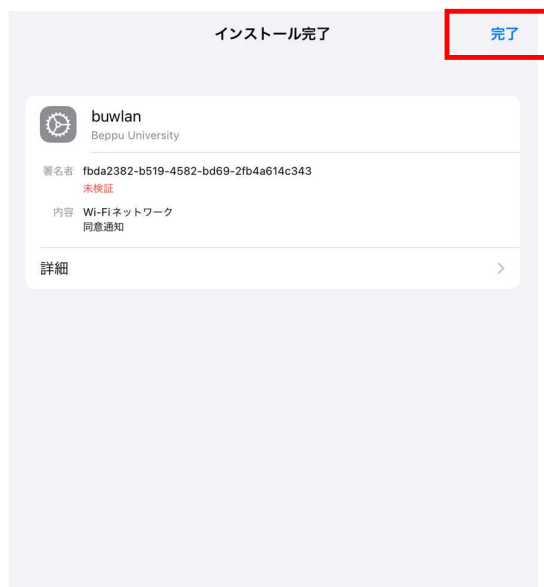 インストール完了
完了
buwlan
Beppu University
署名者 fbda2382-b519-4582-bd69-2fb4a614c343
未検証
内容 Wi-Fiネットワーク
同意通知
詳細